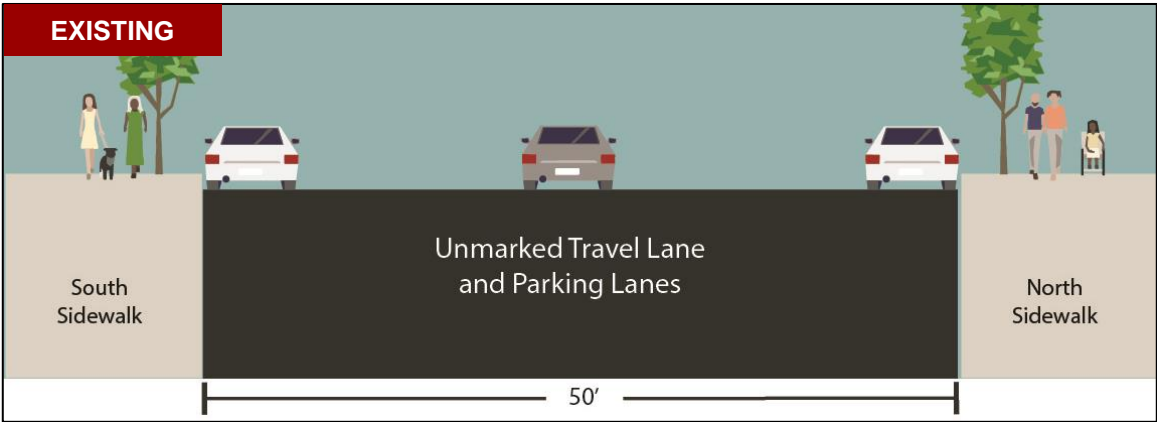 EXISTING
Unmarked Travel Lane
and Parking Lanes
South
Sidewalk
North
Sidewalk
50’